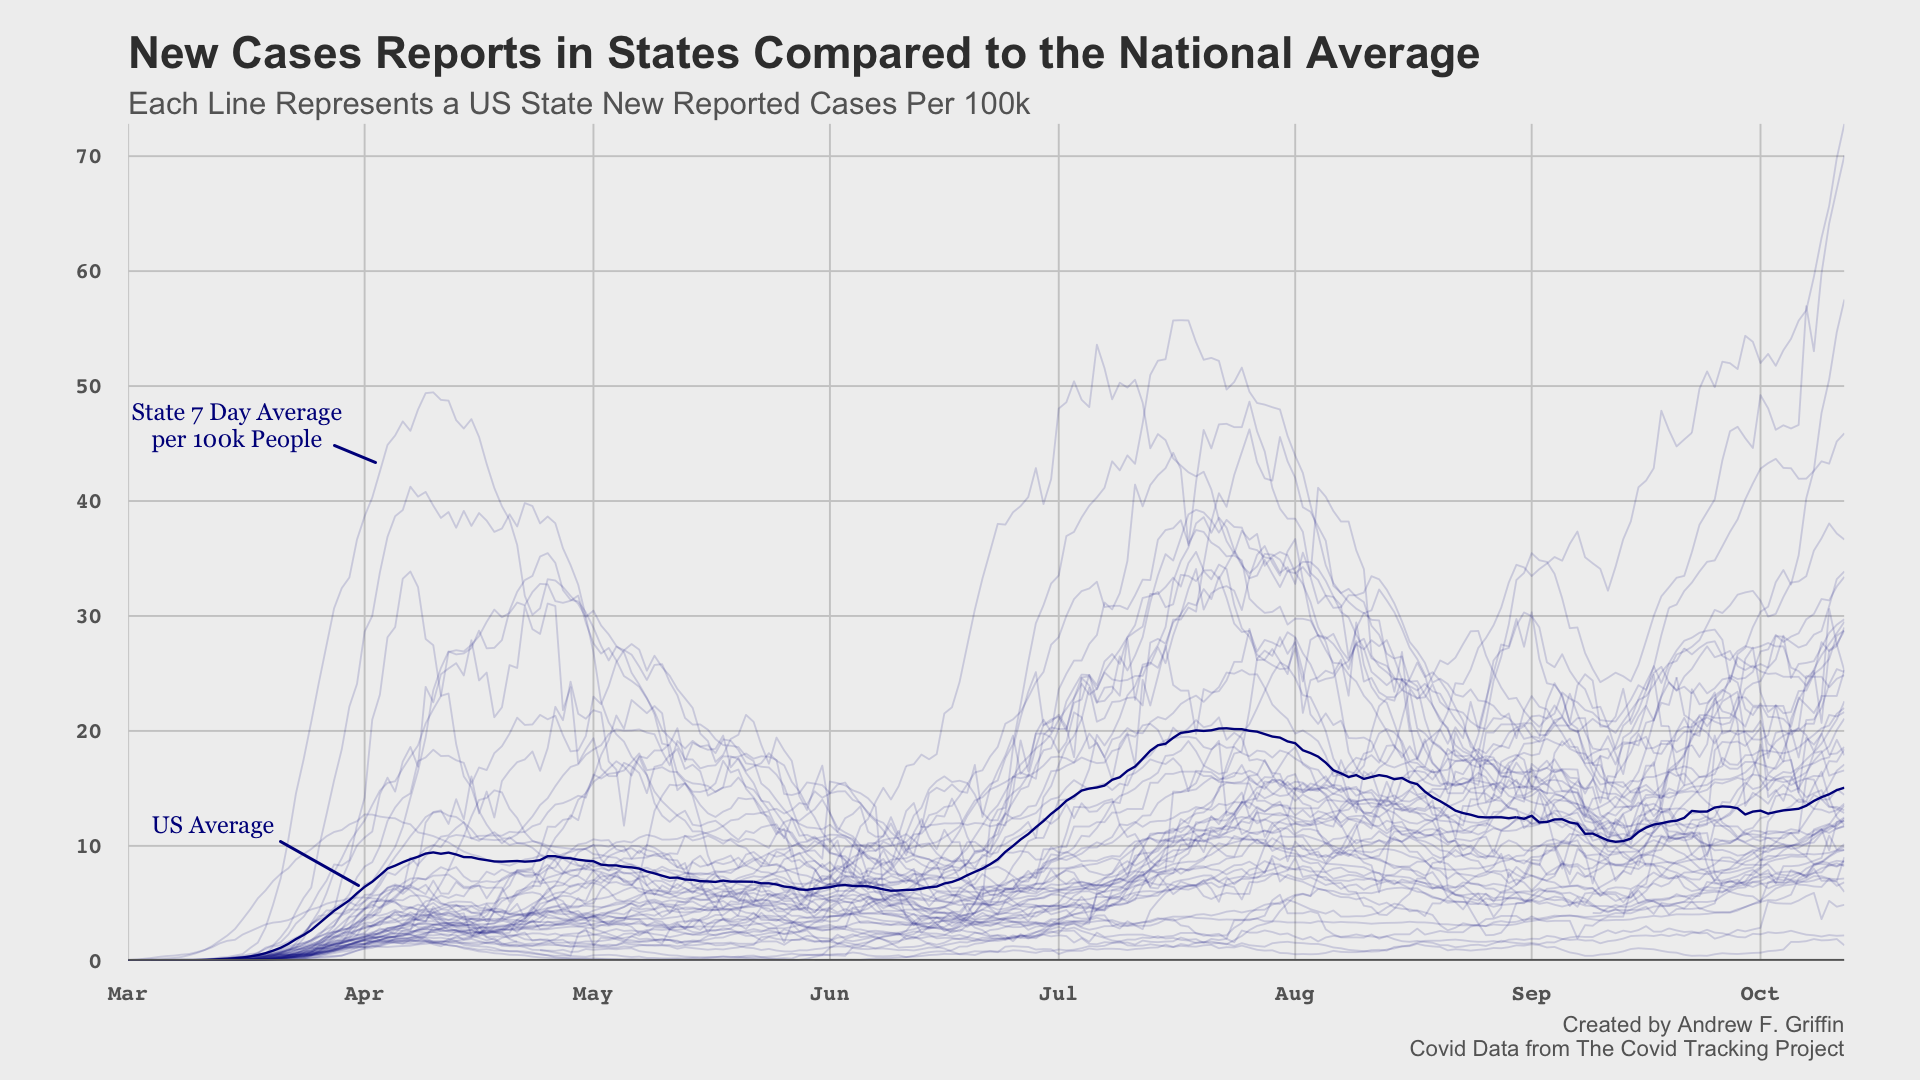 New Cases Reports in States Compared to the National Average
Each Line Represents a US State New Reported Cases Per 100k
70
60
50
40
30
20
10
0
State 7 Day Average
per 100k People
US Average
Mar Apr May Jun Jul Aug Sep Oct
Created by Andrew F. Griffin
Covid Data from The Covid Tracking Project